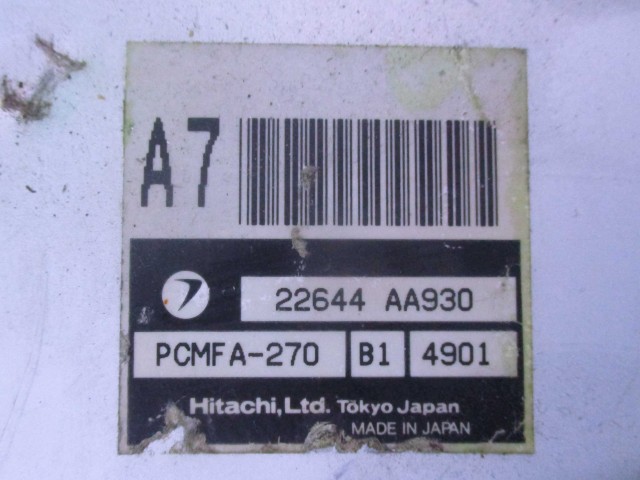 A7
22644 AA930
PCMFA-270 B1 4901
Hitachi, Ltd. Tokyo Japan
MADE IN JAPAN